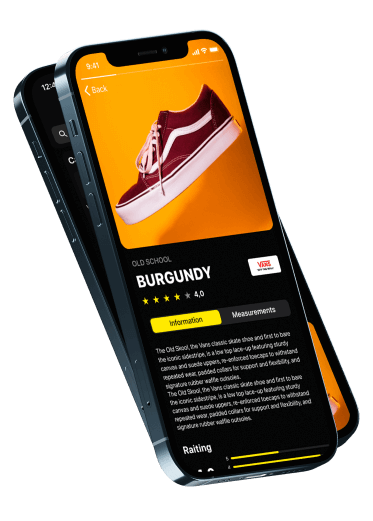 12:4
9:41
Back
C
OLD SCHOOL
BURGUNDY
VANS
"OFF THE WALL"
4,0
Information
Measurements
The Old Skool, the Vans classic skate shoe and first to bare
the iconic sidestripe, is a low top lace-up featuring sturdy
canvas and suede uppers, re-enforced toecaps to withstand
repeated wear, padded collars for support and flexibility, and
signature rubber waffle outsoles.
The Old Skool, the Vans classic skate shoe and first to bare
the iconic sidestripe, is a low top lace-up featuring sturdy
canvas and suede uppers, re-enforced toecaps to withstand
repeated wear, padded collars for support and flexibility, and
signature rubber waffle outsoles.
Raiting
5
4